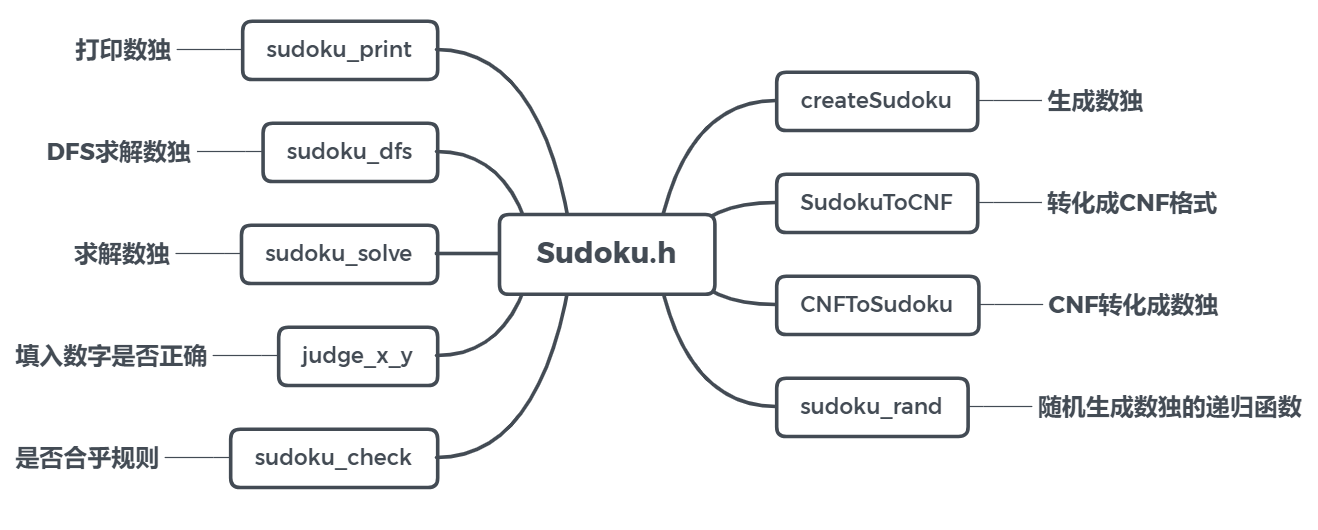 打印数独
sudoku_print
DFS求解数独
sudoku_dfs
求解数独
sudoku_solve
填入数字是否正确
judge_x_y
是否合乎规则
sudoku_check
Sudoku.h
createSudoku
生成数独
SudokuToCNF
转化成CNF格式
CNFToSudoku
CNF转化成数独
sudoku_rand
随机生成数独的递归函数